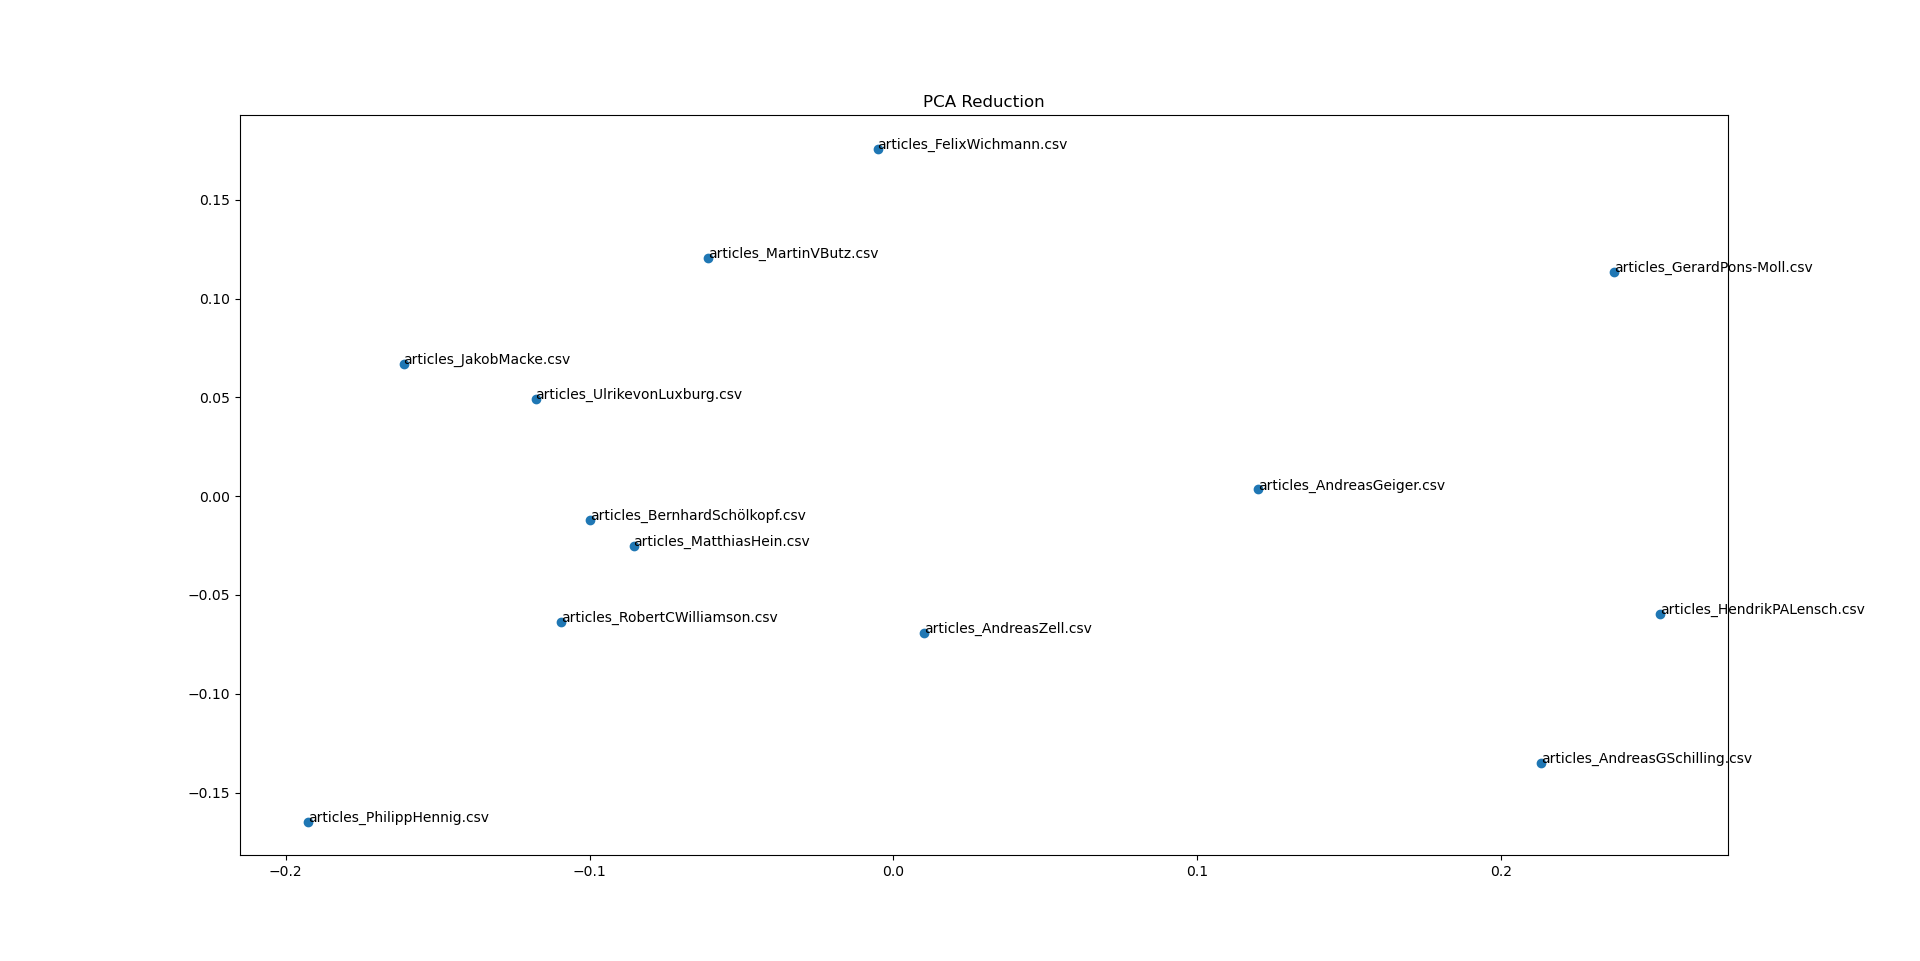 PCA Reduction
articles_FelixWichmann.csv
0.15
articles_MartinVButz.csv
articles_GerardPons-Moll.csv
0.10
articles_JakobMacke.csv
articles_UlrikevonLuxburg.csv
0.05
articles_AndreasGeiger.csv
0.00
articles_BernhardSchölkopf.csv
articles_MatthiasHein.csv
−0.05
articles_HendrikPALensch.csv
articles_RobertCWilliamson.csv
articles_AndreasZell.csv
−0.10
articles_AndreasGSchilling.csv
−0.15
articles_PhilippHennig.csv
−0.2 −0.1 0.0 0.1 0.2